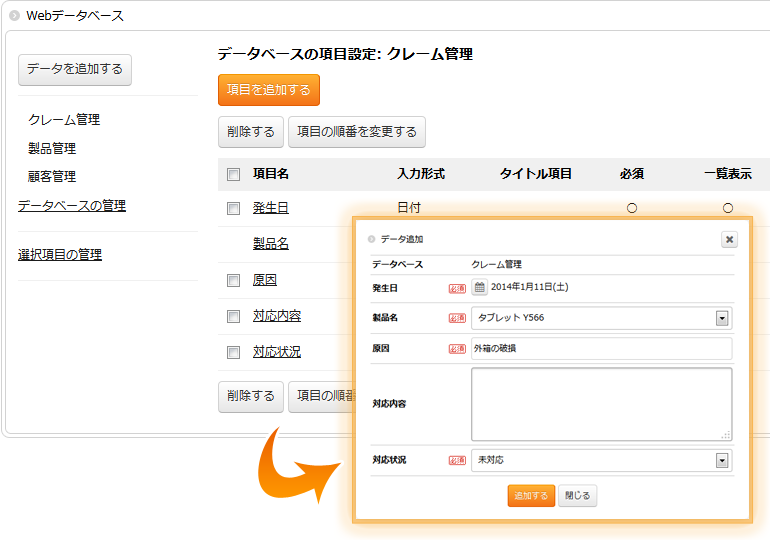 Webデータベース
データを追加する
クレーム管理
製品管理
顧客管理
データベースの管理
選択項目の管理
データベースの項目設定: クレーム管理
項目を追加する
削除する 項目の順番を変更する
項目名 入力形式 タイトル項目 必須 一覧表示
発生日 日付 ○ ○
製品名
原因
対応内容
対応状況
削除する 項目の順番
データ追加
データベース クレーム管理
発生日 必須 2014年1月11日(土)
製品名 必須 タブレット Y566
原因 必須 外箱の破損
対応内容
対応状況 必須 未対応
追加する 閉じる